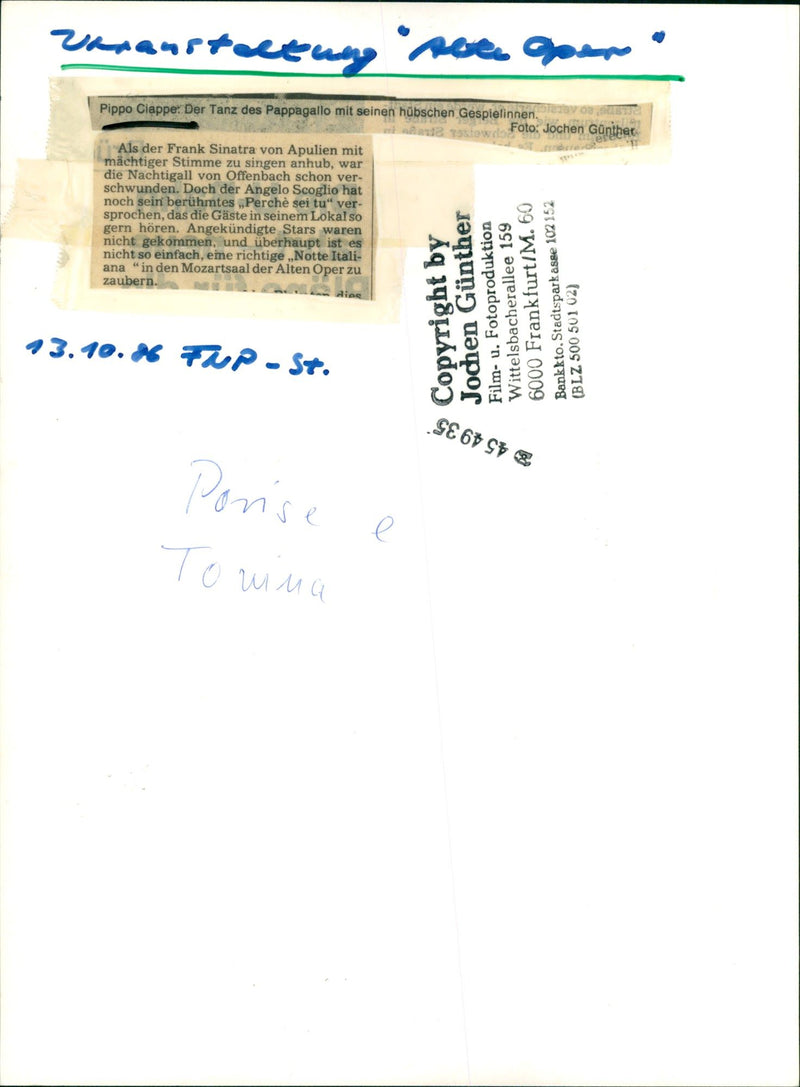 Veranstaltung "Alte Oper"
Pippo Ciappe: Der Tanz des Pappagallo mit seinen hübschen Gespielinnen.
Foto: Jochen Günther
Als der Frank Sinatra von Apulien mit
mächtiger Stimme zu singen anhub, war
die Nachtigall von Offenbach schon ver-
schwunden. Doch der Angelo Scoglio hat
noch sein berühmtes „Perchè sei tu“ ver-
sprochen, das die Gäste in seinem Lokal so
gern hören. Angekündigte Stars waren
nicht gekommen, und überhaupt ist es
nicht so einfach, eine richtige „Notte Itali-
ana “ in den Mozartsaal der Alten Oper zu
zaubern.
dies
13.10.86 FNP - St.
Copyright by
Jochen Günther
Film- u. Fotoproduktion
Wittelsbacherallee 159
6000 Frankfurt/M. 60
Bankkto. Stadtsparkasse 102152
(BLZ 500 501 02)
454935
e